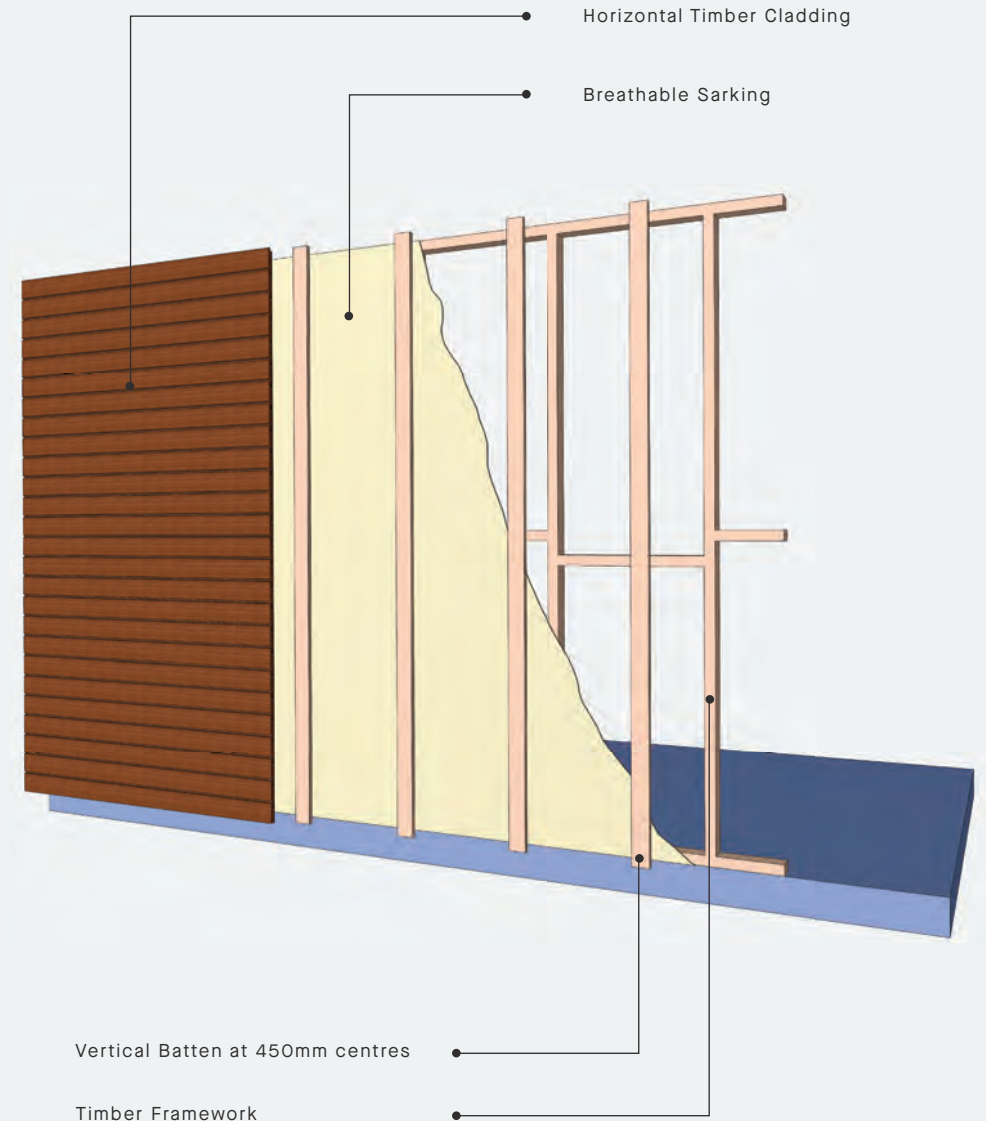 Horizontal Timber Cladding
Breathable Sarking
Vertical Batten at 450mm centres
Timber Framework